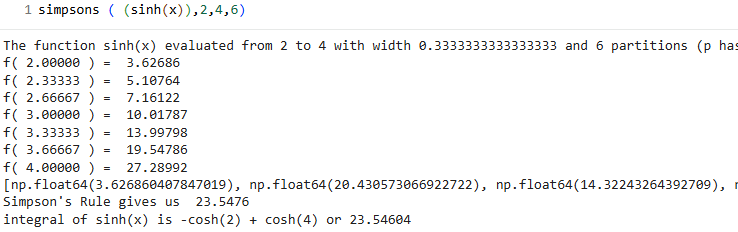 1 simpsons ( (sinh(x)),2,4,6)
The function sinh(x) evaluated from 2 to 4 with width 0.3333333333333333 and 6 partitions (p has
f( 2.00000 ) =  3.62686
f( 2.33333 ) =  5.10764
f( 2.66667 ) =  7.16122
f( 3.00000 ) =  10.01787
f( 3.33333 ) =  13.99798
f( 3.66667 ) =  19.54786
f( 4.00000 ) =  27.28992
[np.float64(3.626860407847019), np.float64(20.430573066922722), np.float64(14.32243264392709),
Simpson's Rule gives us  23.5476
integral of sinh(x) is -cosh(2) + cosh(4) or 23.54604